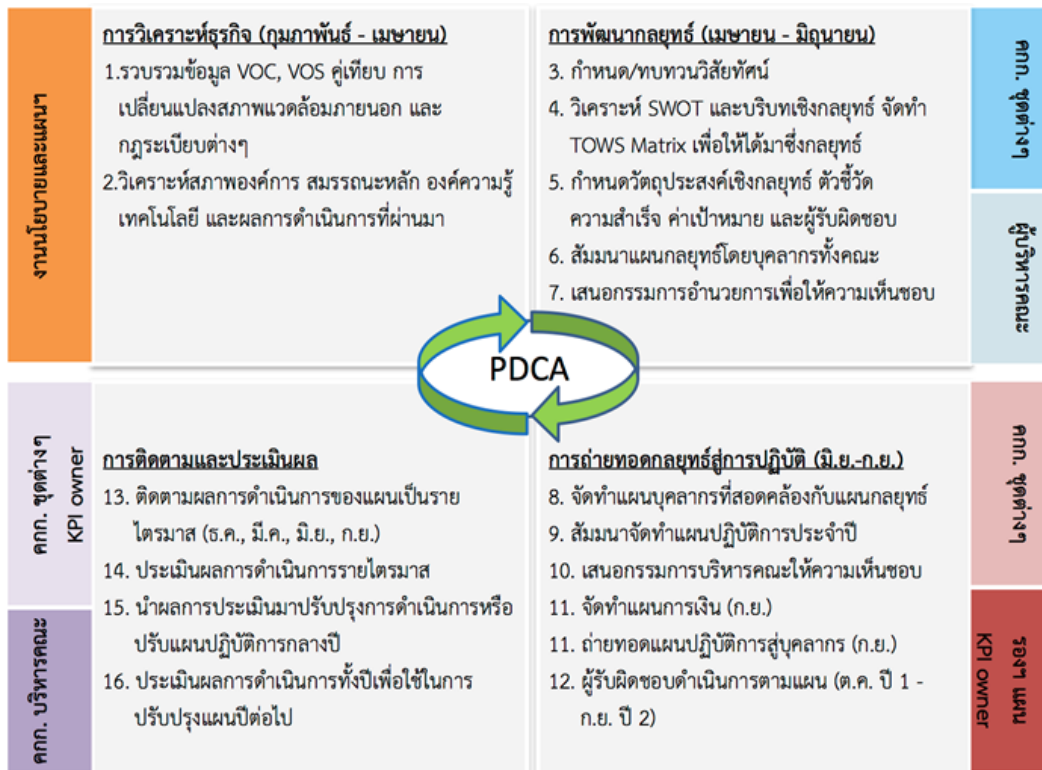 งานนโยบายและแผนฯ
การวิเคราะห์ธุรกิจ (กุมภาพันธ์ - เมษายน)
1.รวบรวมข้อมูล VOC, VOS คู่เทียบ การ
เปลี่ยนแปลงสภาพแวดล้อมภายนอก และ
กฎระเบียบต่างๆ
2.วิเคราะห์สภาพองค์การ สมรรถนะหลัก องค์ความรู้
เทคโนโลยี และผลการดำเนินการที่ผ่านมา
การพัฒนากลยุทธ์ (เมษายน - มิถุนายน)
3. กำหนด/ทบทวนวิสัยทัศน์
4. วิเคราะห์ SWOT และบริบทเชิงกลยุทธ์ จัดทำ
TOWS Matrix เพื่อให้ได้มาซึ่งกลยุทธ์
5. กำหนดวัตถุประสงค์เชิงกลยุทธ์ ตัวชี้วัด
ความสำเร็จ ค่าเป้าหมาย และผู้รับผิดชอบ
6. สัมมนาแผนกลยุทธ์โดยบุคลากรทั้งคณะ
7. เสนอกรรมการอำนวยการเพื่อให้ความเห็นชอบ
คกก. ชุดต่างๆ
ผู้บริหารคณะ
PDCA
คกก. ชุดต่างๆ
KPI owner
คกก. บริหารคณะ
การติดตามและประเมินผล
13. ติดตามผลการดำเนินการของแผนเป็นราย
ไตรมาส (ธ.ค., มี.ค., มิ.ย., ก.ย.)
14. ประเมินผลการดำเนินการรายไตรมาส
15. นำผลการประเมินมาปรับปรุงการดำเนินการหรือ
ปรับแผนปฏิบัติการกลางปี
16. ประเมินผลการดำเนินการทั้งปีเพื่อใช้ในการ
ปรับปรุงแผนปีต่อไป
การถ่ายทอดกลยุทธ์สู่การปฏิบัติ (มิ.ย.-ก.ย.)
8. จัดทำแผนบุคลากรที่สอดคล้องกับแผนกลยุทธ์
9. สัมมนาจัดทำแผนปฏิบัติการประจำปี
10. เสนอกรรมการบริหารคณะให้ความเห็นชอบ
11. จัดทำแผนการเงิน (ก.ย.)
11. ถ่ายทอดแผนปฏิบัติการสู่บุคลากร (ก.ย.)
12. ผู้รับผิดชอบดำเนินการตามแผน (ต.ค. ปี 1 -
ก.ย. ปี 2)
คกก. ชุดต่างๆ
รองฯ แผน
KPI owner